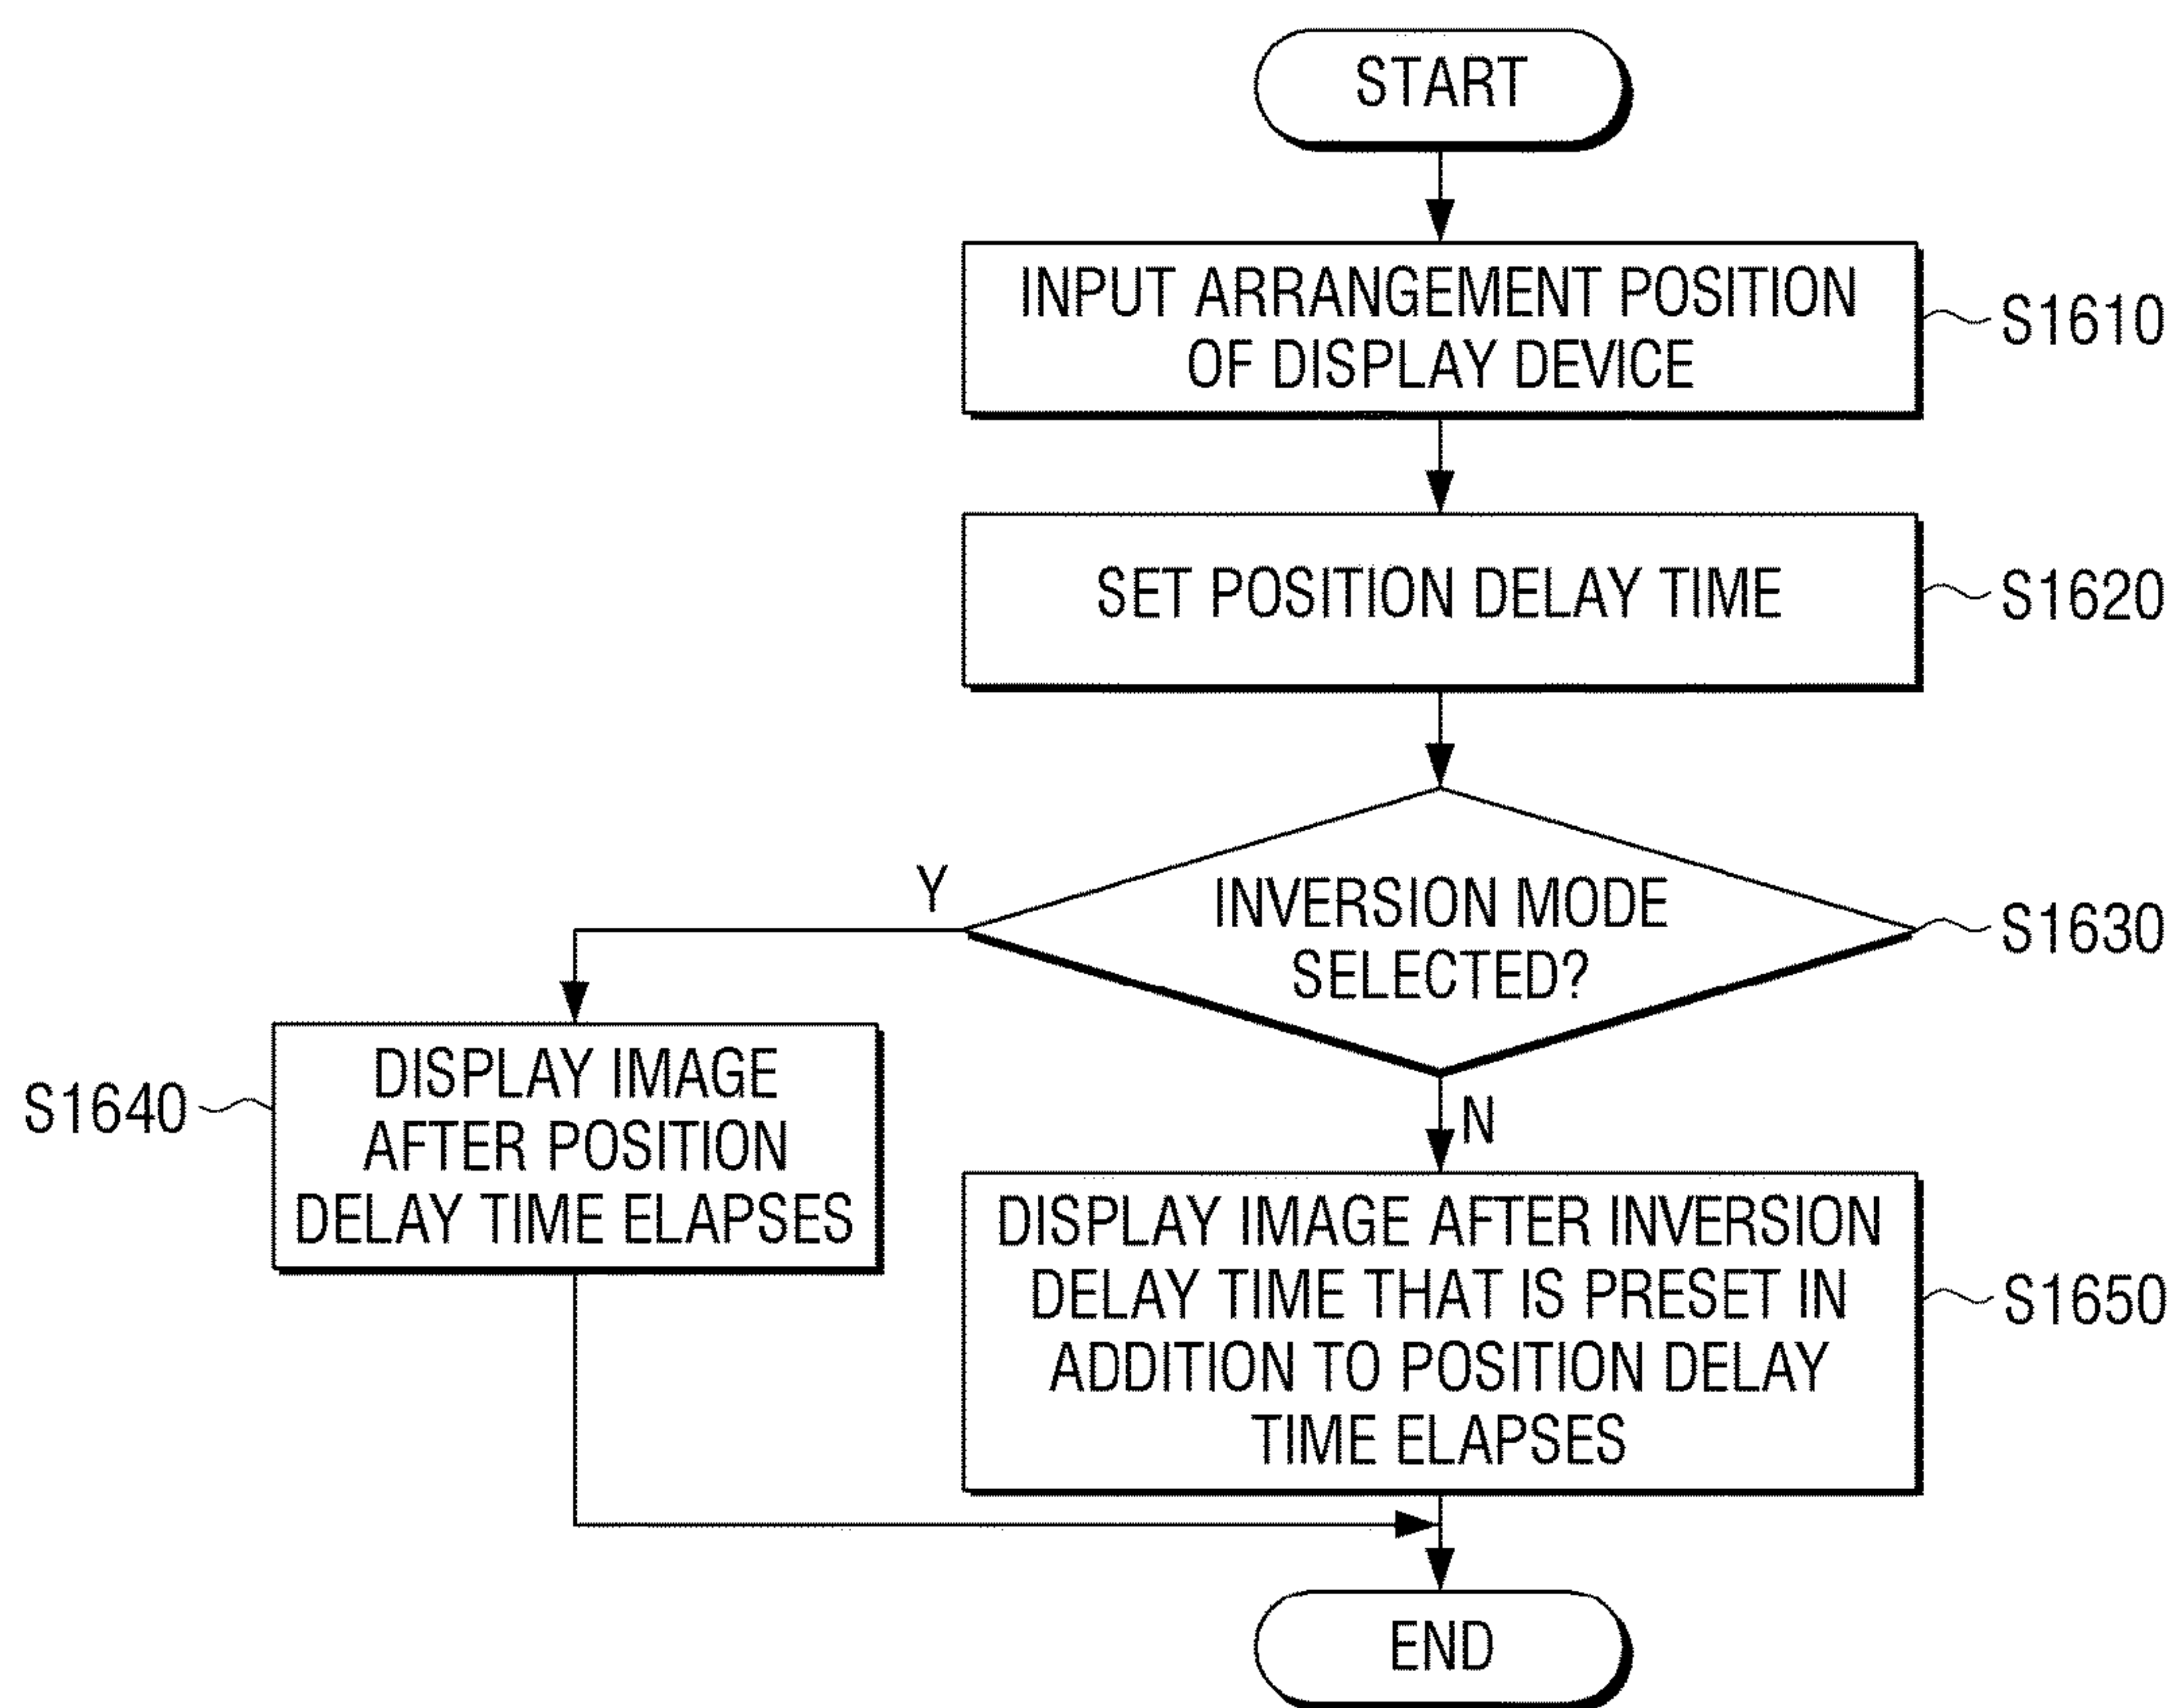 START
INPUT ARRANGEMENT POSITION
OF DISPLAY DEVICE
S1610
SET POSITION DELAY TIME
S1620
Y
INVERSION MODE
SELECTED?
S1630
S1640
DISPLAY IMAGE
AFTER POSITION
DELAY TIME ELAPSES
N
DISPLAY IMAGE AFTER INVERSION
DELAY TIME THAT IS PRESET IN
ADDITION TO POSITION DELAY
TIME ELAPSES
S1650
END